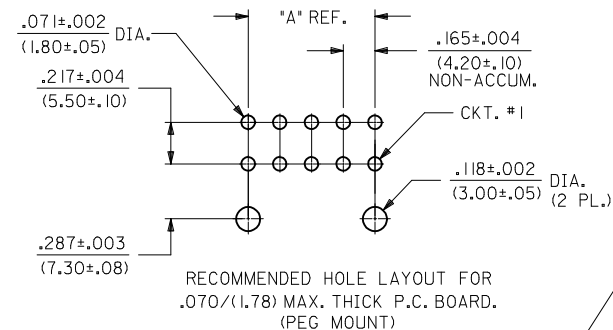 "A" REF.
.071±.002 DIA.
(1.80±.05)
.165±.004
(4.20±.10)
NON-ACCUM.
.217±.004
(5.50±.10)
CKT. #1
.118±.002 DIA.
(3.00±.05) (2 PL.)
.287±.003
(7.30±.08)
RECOMMENDED HOLE LAYOUT FOR
.070/(1.78) MAX. THICK P.C. BOARD.
(PEG MOUNT)